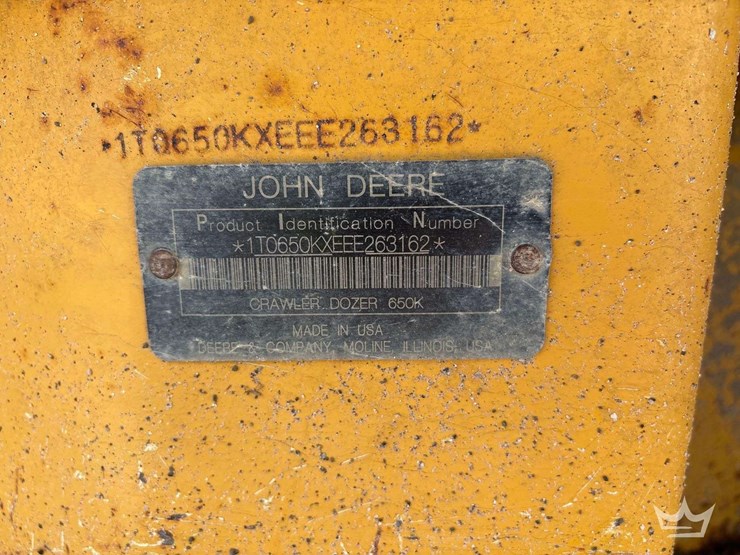 *1T0650KXEEE263162*
JOHN DEERE
Product Identification Number
*1T0650KXEEE263162*
CRAWLER DOZER 650K
MADE IN USA
DEERE & COMPANY, MOLINE, ILLINOIS, USA